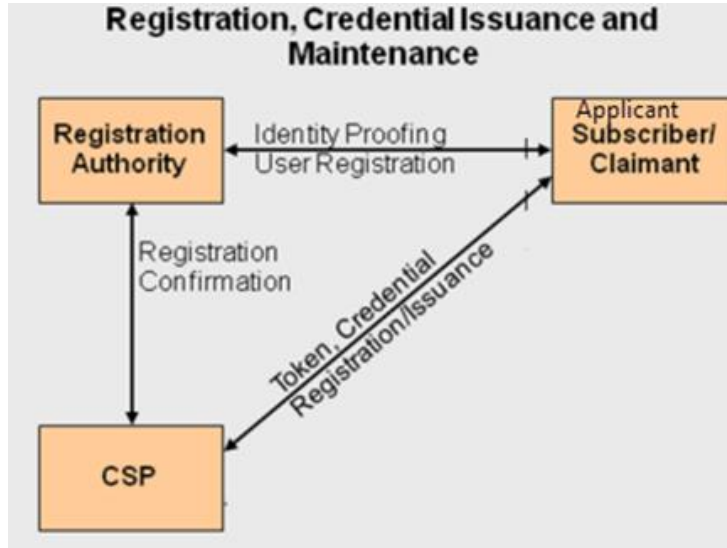 Registration, Credential Issuance and
Maintenance
Registration
Authority
Identity Proofing
User Registration
Applicant
Subscriber/
Claimant
Registration
Confirmation
Token, Credential
Registration/Issuance
CSP